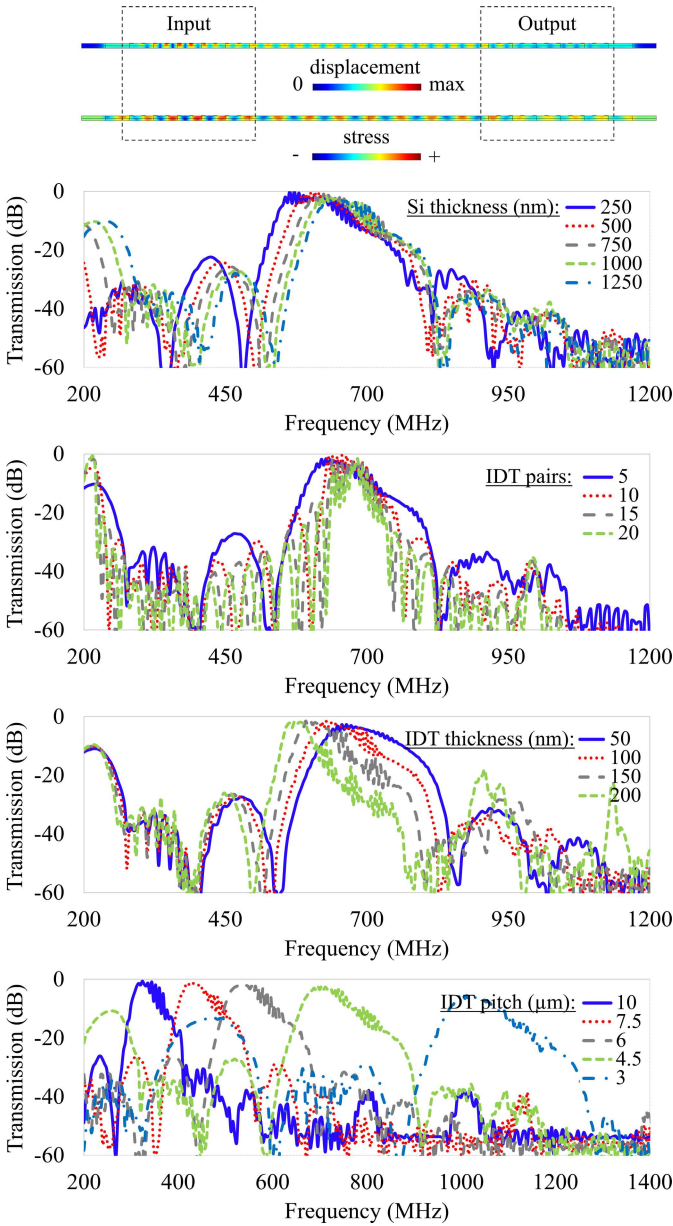 Input Output
displacement
0 max
stress
- +
0
-20
-40
-60
Transmission (dB)
Si thickness (nm):
250
500
750
1000
1250
200 450 700 950 1200
Frequency (MHz)
0
-20
-40
-60
Transmission (dB)
IDT pairs:
5
10
15
20
200 450 700 950 1200
Frequency (MHz)
0
-20
-40
-60
Transmission (dB)
IDT thickness (nm):
50
100
150
200
200 450 700 950 1200
Frequency (MHz)
0
-20
-40
-60
Transmission (dB)
IDT pitch (µm):
10
7.5
6
4.5
3
200 400 600 800 1000 1200 1400
Frequency (MHz)